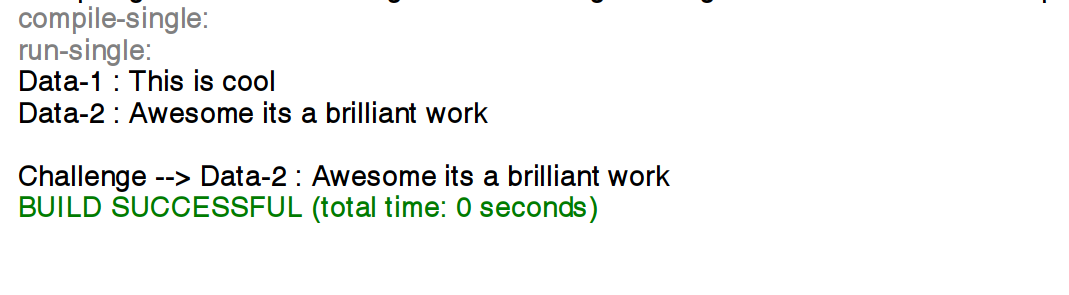 compile-single:
run-single:
Data-1 : This is cool
Data-2 : Awesome its a brilliant work
Challenge --> Data-2 : Awesome its a brilliant work
BUILD SUCCESSFUL (total time: 0 seconds)